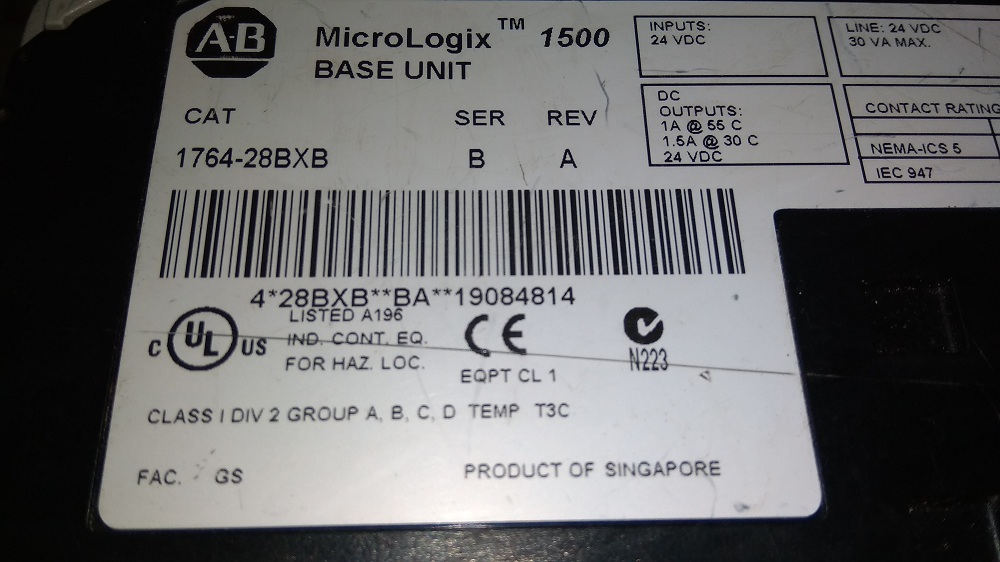 A-B
MicroLogix™ 1500
BASE UNIT
CAT SER REV
1764-28BXB B A
INPUTS:
24 VDC
LINE: 24 VDC
30 VA MAX.
DC
OUTPUTS:
1A @ 55 C
1.5A @ 30 C
24 VDC
CONTACT RATING
NEMA-ICS 5
IEC 947
4*28BXB**BA**19084814
C UL US
LISTED A196
IND. CONT. EQ.
FOR HAZ. LOC.
CE
EQPT CL 1
N223
CLASS I DIV 2 GROUP A, B, C, D TEMP T3C
FAC. GS
PRODUCT OF SINGAPORE